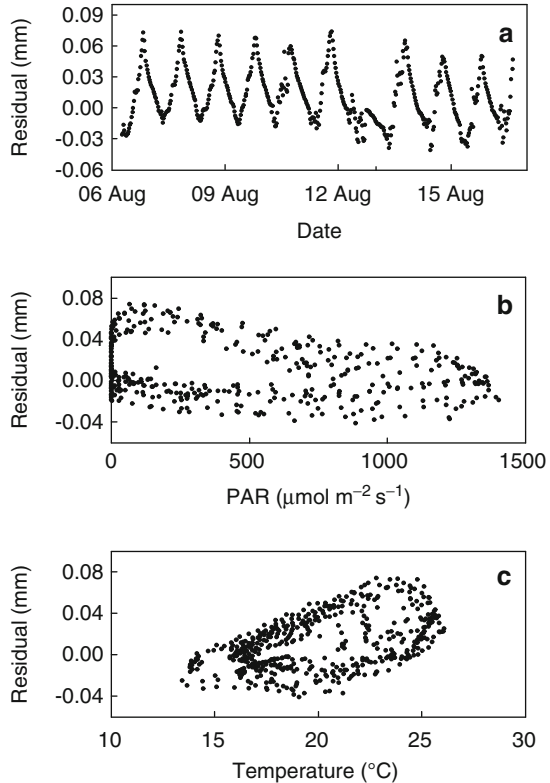 0.09
0.06
0.03
0.00
-0.03
-0.06
Residual (mm)
a
06 Aug 09 Aug 12 Aug 15 Aug
Date
0.08
0.04
0.00
-0.04
Residual (mm)
b
0 500 1000 1500
PAR (μmol m⁻² s⁻¹)
0.08
0.04
0.00
-0.04
Residual (mm)
c
10 15 20 25 30
Temperature (°C)